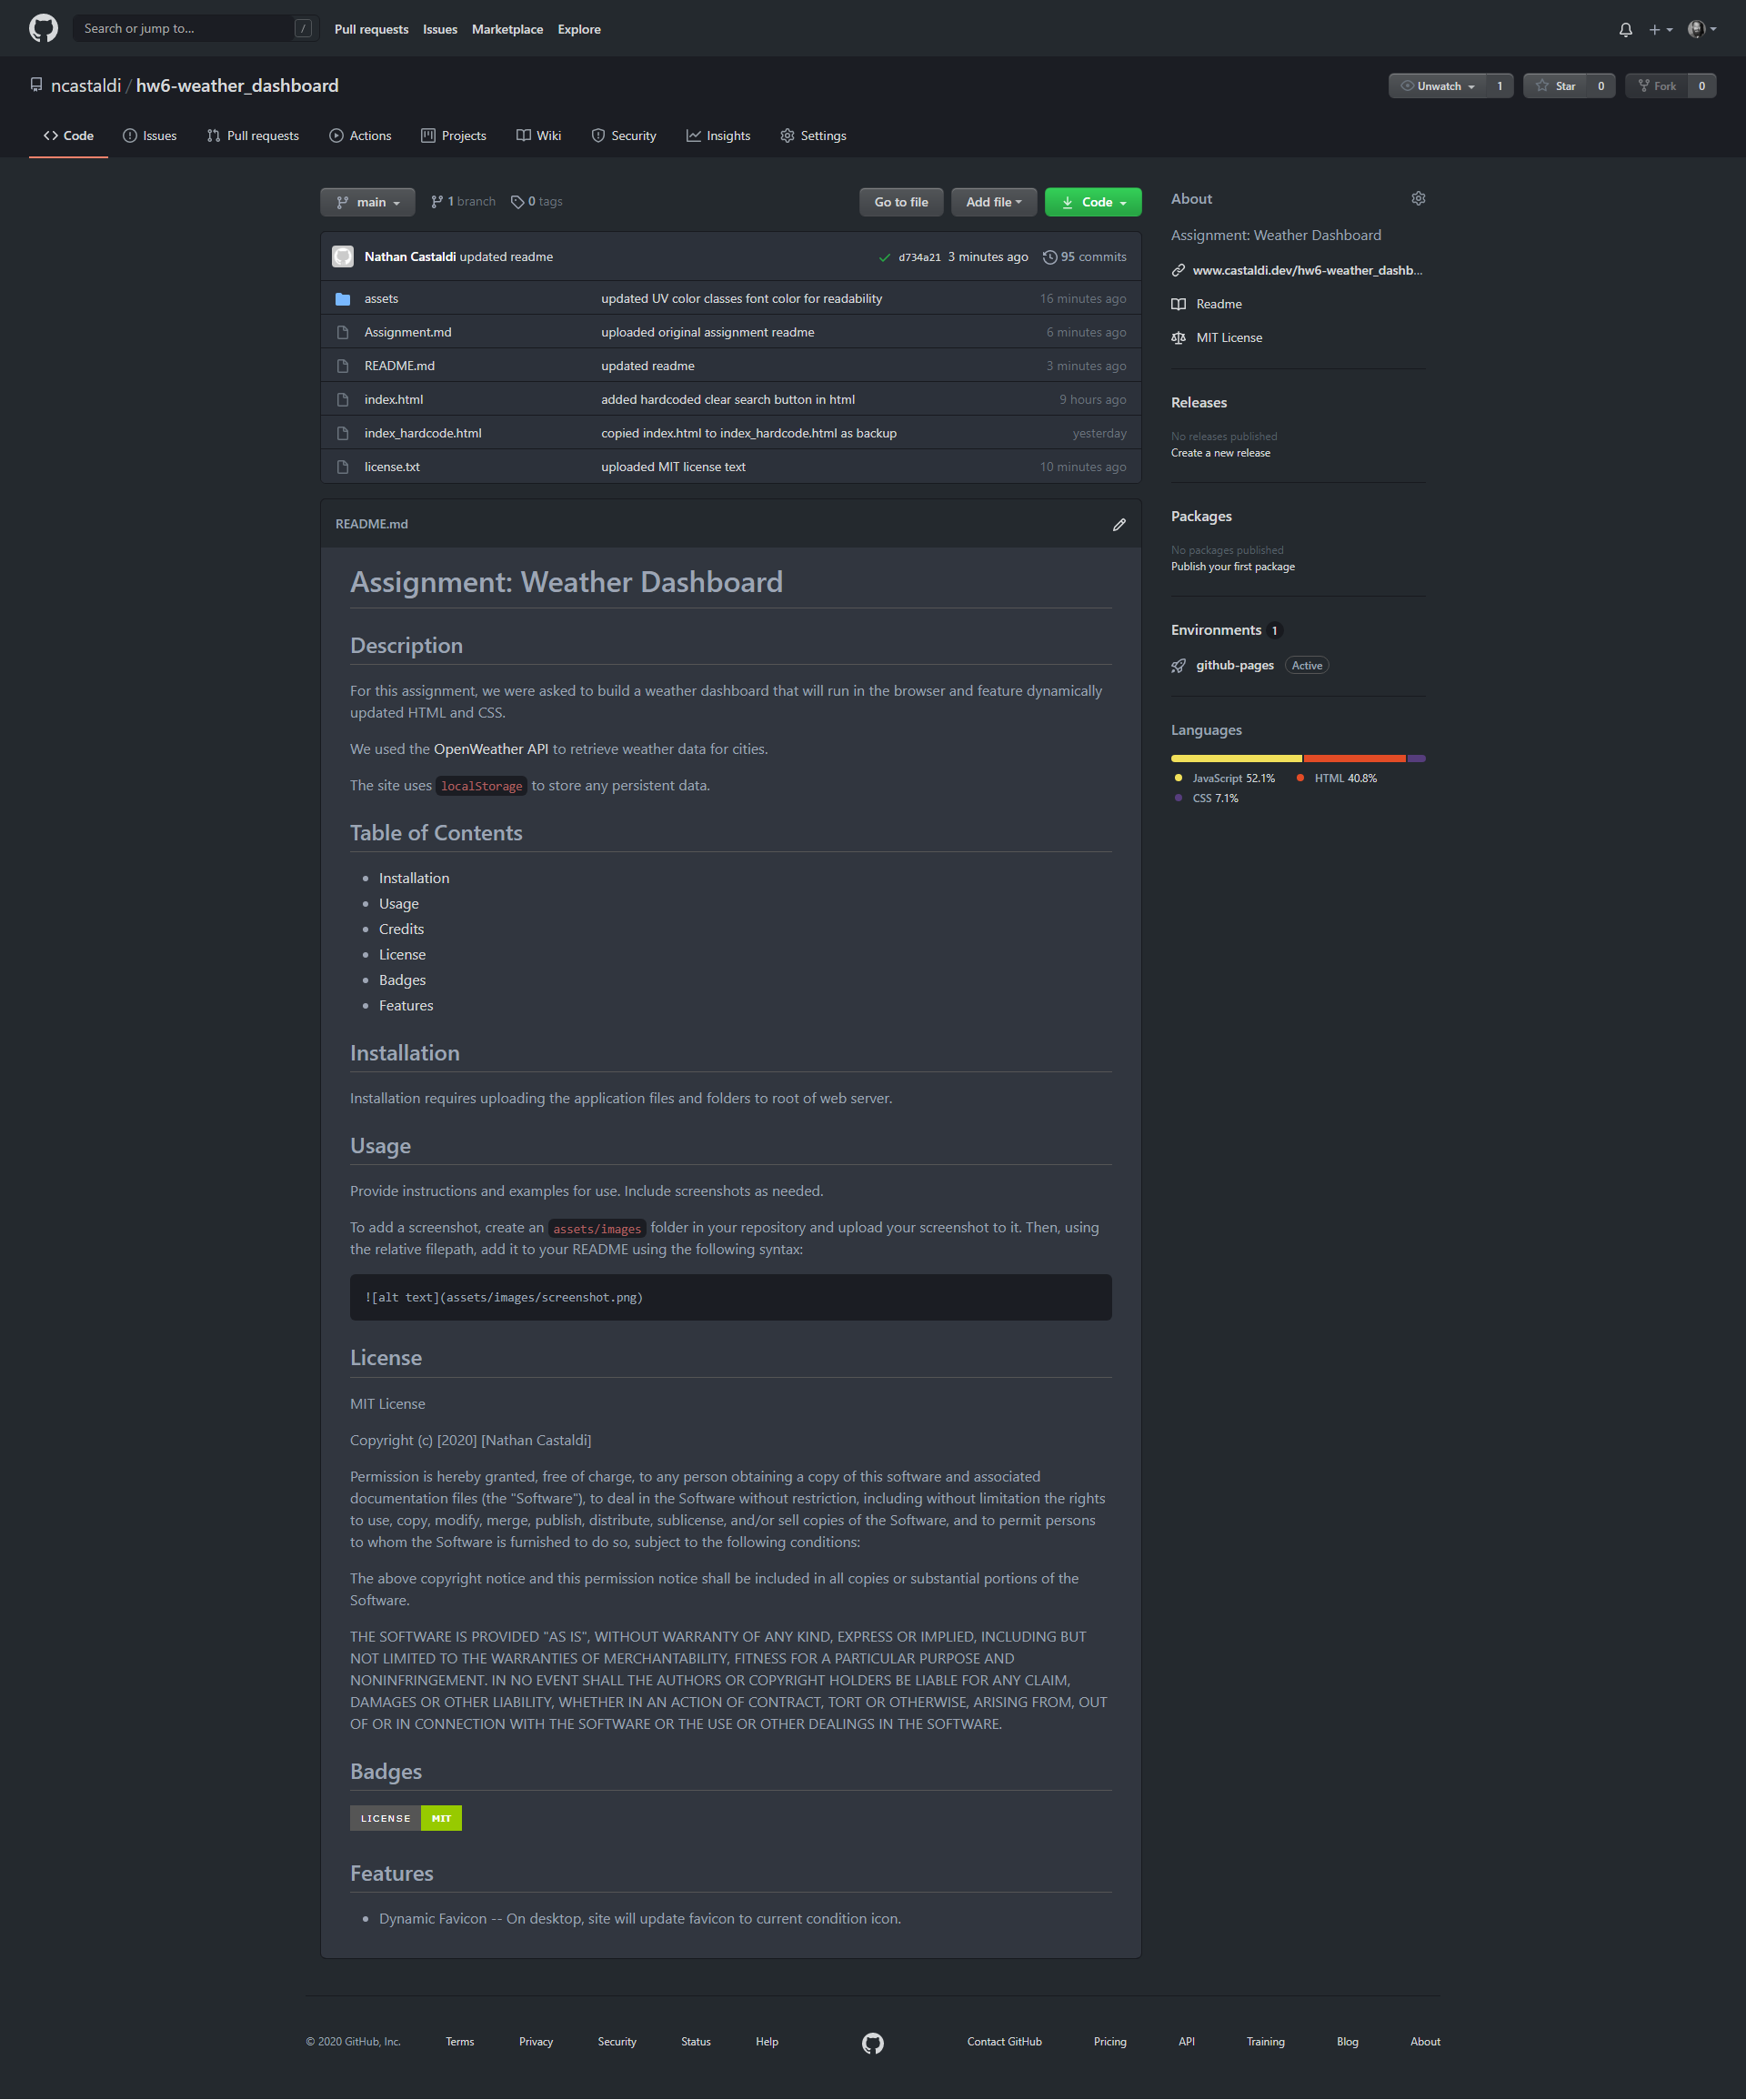 Search or jump to... /
Pull requests Issues Marketplace Explore
ncastaldi / hw6-weather_dashboard
Unwatch 1 Star 0 Fork 0
Code Issues Pull requests Actions Projects Wiki Security Insights Settings
main 1 branch 0 tags
Go to file Add file Code
Nathan Castaldi updated readme d734a21 3 minutes ago 95 commits
assets updated UV color classes font color for readability 16 minutes ago
Assignment.md uploaded original assignment readme 6 minutes ago
README.md updated readme 3 minutes ago
index.html added hardcoded clear search button in html 9 hours ago
index_hardcode.html copied index.html to index_hardcode.html as backup yesterday
license.txt uploaded MIT license text 10 minutes ago
README.md
Assignment: Weather Dashboard
Description
For this assignment, we were asked to build a weather dashboard that will run in the browser and feature dynamically
updated HTML and CSS.
We used the OpenWeather API to retrieve weather data for cities.
The site uses localStorage to store any persistent data.
Table of Contents
• Installation
• Usage
• Credits
• License
• Badges
• Features
Installation
Installation requires uploading the application files and folders to root of web server.
Usage
Provide instructions and examples for use. Include screenshots as needed.
To add a screenshot, create an assets/images folder in your repository and upload your screenshot to it. Then, using
the relative filepath, add it to your README using the following syntax:
![alt text](assets/images/screenshot.png)
License
MIT License
Copyright (c) [2020] [Nathan Castaldi]
Permission is hereby granted, free of charge, to any person obtaining a copy of this software and associated
documentation files (the "Software"), to deal in the Software without restriction, including without limitation the rights
to use, copy, modify, merge, publish, distribute, sublicense, and/or sell copies of the Software, and to permit persons
to whom the Software is furnished to do so, subject to the following conditions:
The above copyright notice and this permission notice shall be included in all copies or substantial portions of the
Software.
THE SOFTWARE IS PROVIDED "AS IS", WITHOUT WARRANTY OF ANY KIND, EXPRESS OR IMPLIED, INCLUDING BUT
NOT LIMITED TO THE WARRANTIES OF MERCHANTABILITY, FITNESS FOR A PARTICULAR PURPOSE AND
NONINFRINGEMENT. IN NO EVENT SHALL THE AUTHORS OR COPYRIGHT HOLDERS BE LIABLE FOR ANY CLAIM,
DAMAGES OR OTHER LIABILITY, WHETHER IN AN ACTION OF CONTRACT, TORT OR OTHERWISE, ARISING FROM, OUT
OF OR IN CONNECTION WITH THE SOFTWARE OR THE USE OR OTHER DEALINGS IN THE SOFTWARE.
Badges
LICENSE MIT
Features
• Dynamic Favicon -- On desktop, site will update favicon to current condition icon.
About
Assignment: Weather Dashboard
www.castaldi.dev/hw6-weather_dashb...
Readme
MIT License
Releases
No releases published
Create a new release
Packages
No packages published
Publish your first package
Environments 1
github-pages Active
Languages
JavaScript 52.1% HTML 40.8%
CSS 7.1%
© 2020 GitHub, Inc. Terms Privacy Security Status Help Contact GitHub Pricing API Training Blog About